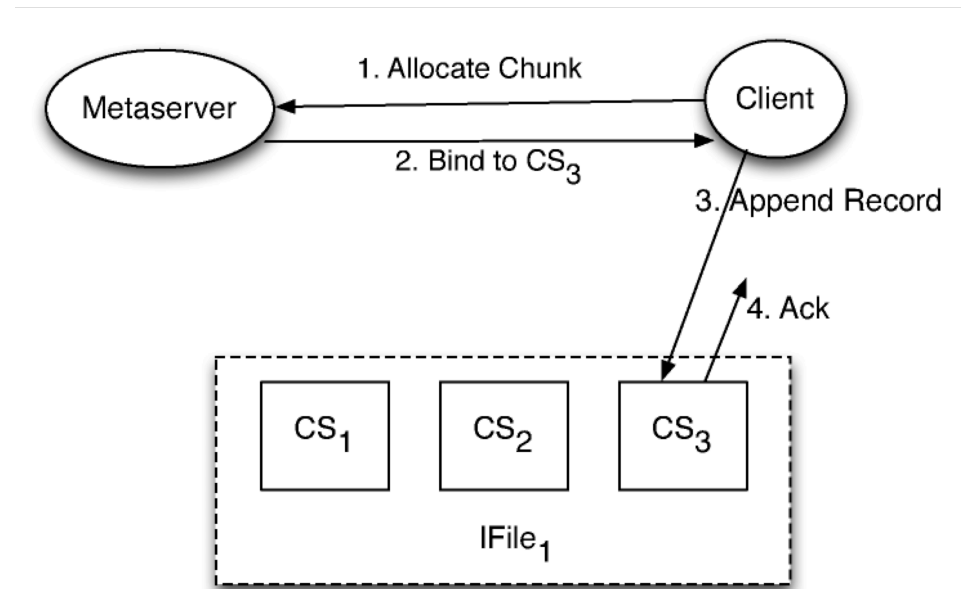 1. Allocate Chunk
Metaserver
Client
2. Bind to CS3
3. Append Record
4. Ack
CS1
CS2
CS3
IFile1